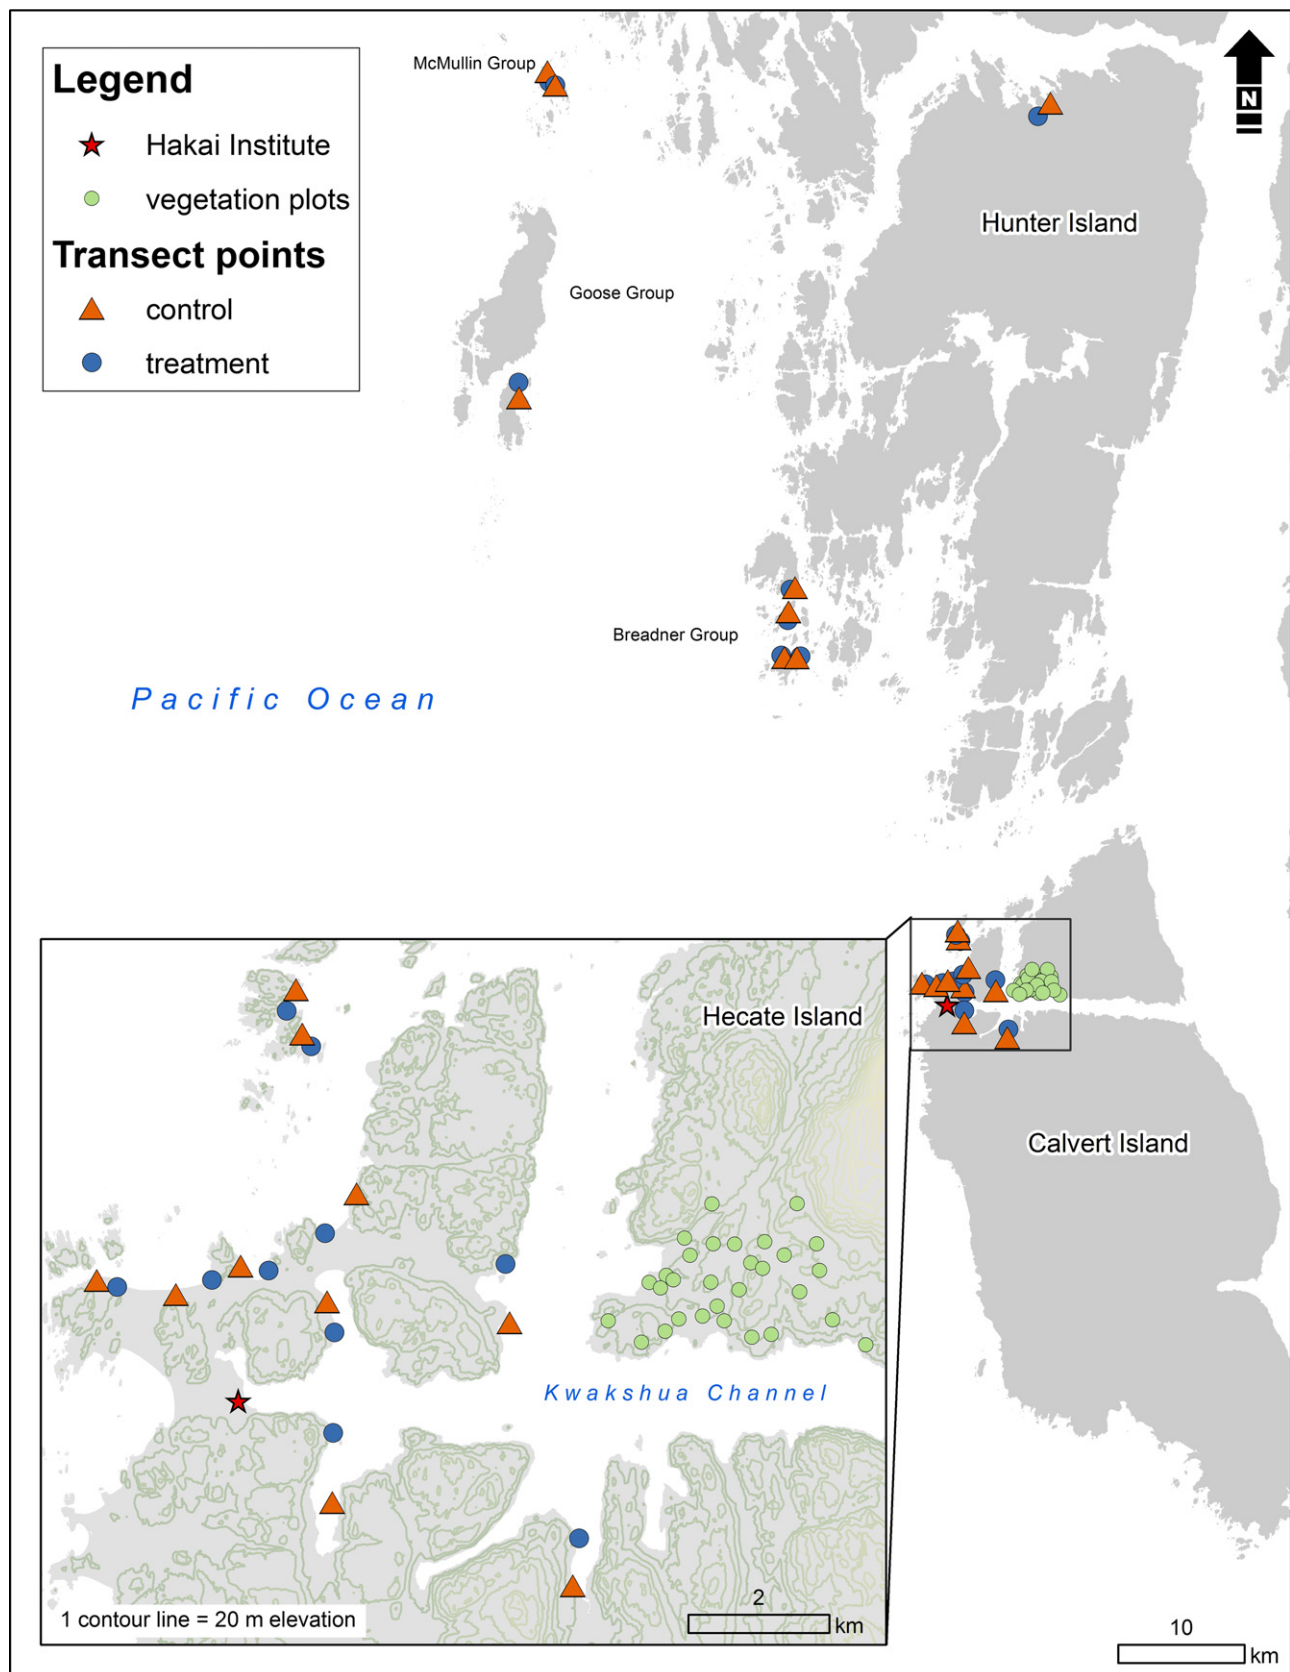 Legend
Hakai Institute
vegetation plots
Transect points
control
treatment
McMullin Group
N
Hunter Island
Goose Group
Breadner Group
Pacific Ocean
Hecate Island
Calvert Island
Kwakshua Channel
1 contour line = 20 m elevation
2
km
10
km